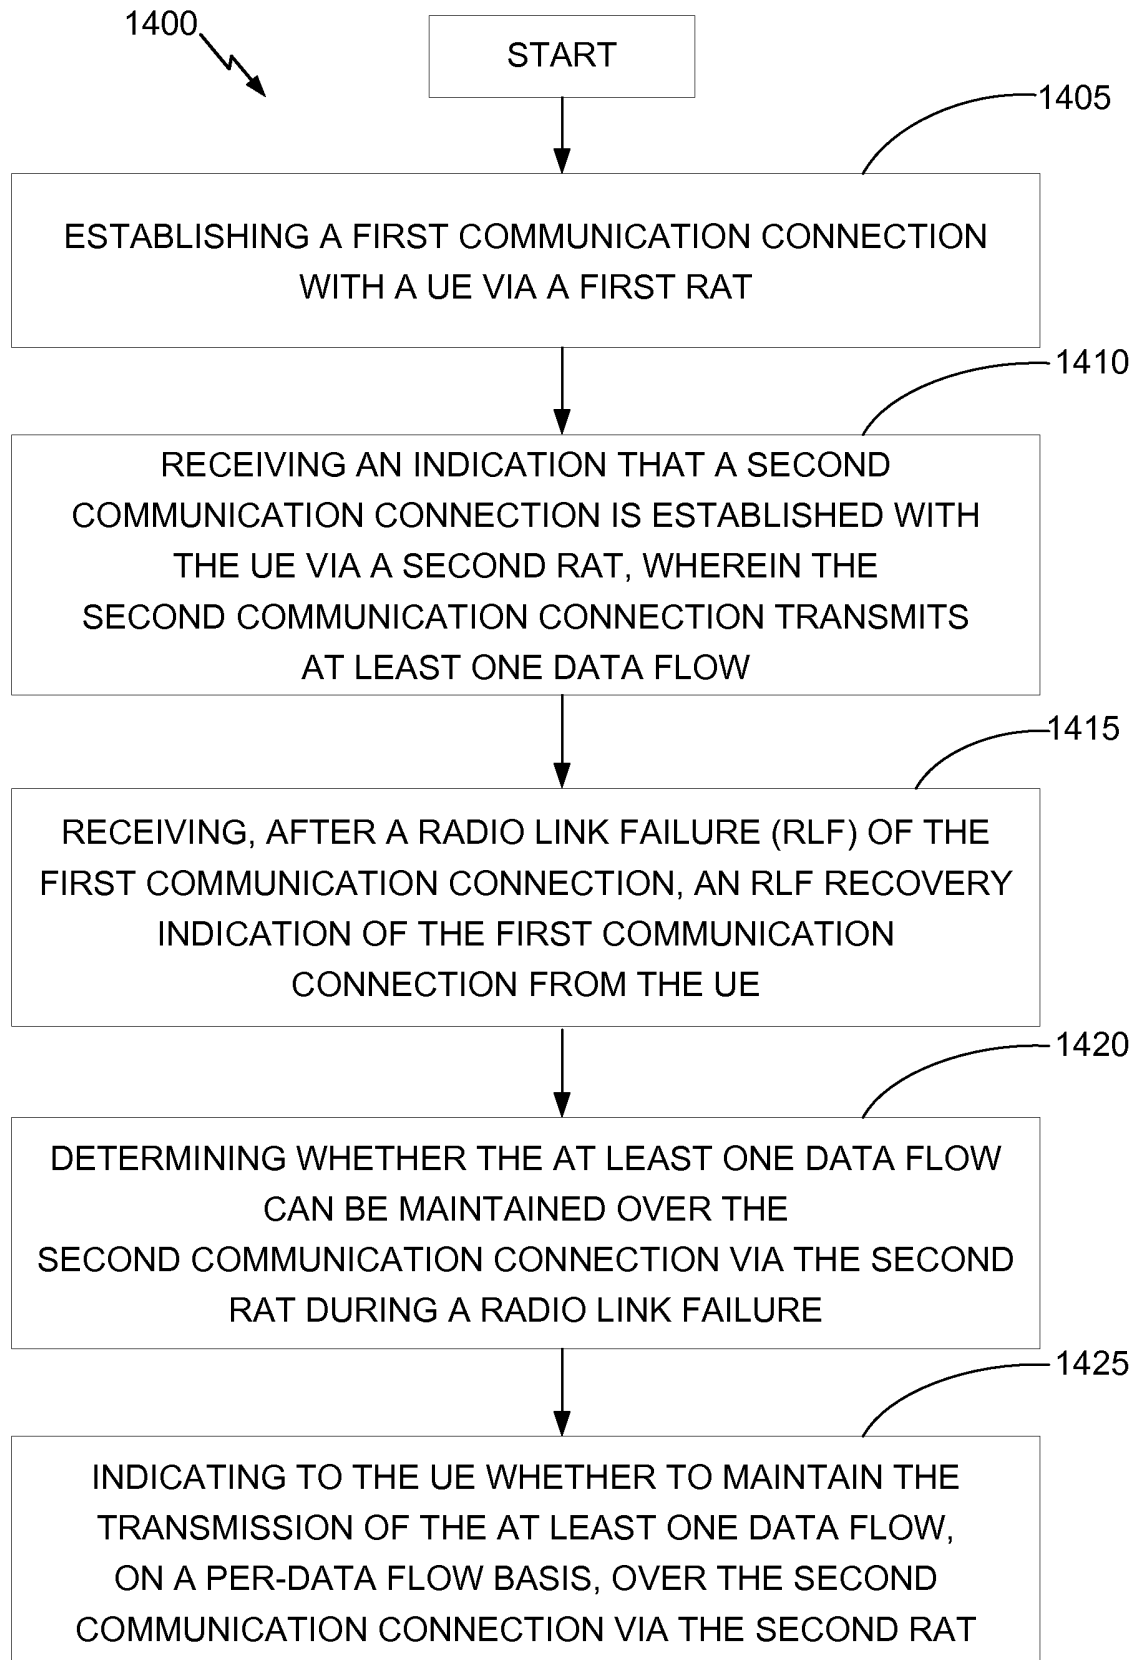 1400
START
1405
ESTABLISHING A FIRST COMMUNICATION CONNECTION
WITH A UE VIA A FIRST RAT
1410
RECEIVING AN INDICATION THAT A SECOND
COMMUNICATION CONNECTION IS ESTABLISHED WITH
THE UE VIA A SECOND RAT, WHEREIN THE
SECOND COMMUNICATION CONNECTION TRANSMITS
AT LEAST ONE DATA FLOW
1415
RECEIVING, AFTER A RADIO LINK FAILURE (RLF) OF THE
FIRST COMMUNICATION CONNECTION, AN RLF RECOVERY
INDICATION OF THE FIRST COMMUNICATION
CONNECTION FROM THE UE
1420
DETERMINING WHETHER THE AT LEAST ONE DATA FLOW
CAN BE MAINTAINED OVER THE
SECOND COMMUNICATION CONNECTION VIA THE SECOND
RAT DURING A RADIO LINK FAILURE
1425
INDICATING TO THE UE WHETHER TO MAINTAIN THE
TRANSMISSION OF THE AT LEAST ONE DATA FLOW,
ON A PER-DATA FLOW BASIS, OVER THE SECOND
COMMUNICATION CONNECTION VIA THE SECOND RAT